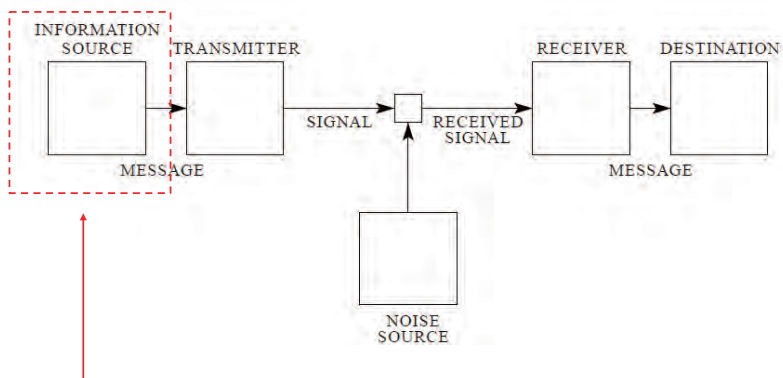 INFORMATION
SOURCE
TRANSMITTER
RECEIVER
DESTINATION
SIGNAL
RECEIVED
SIGNAL
MESSAGE
MESSAGE
NOISE
SOURCE